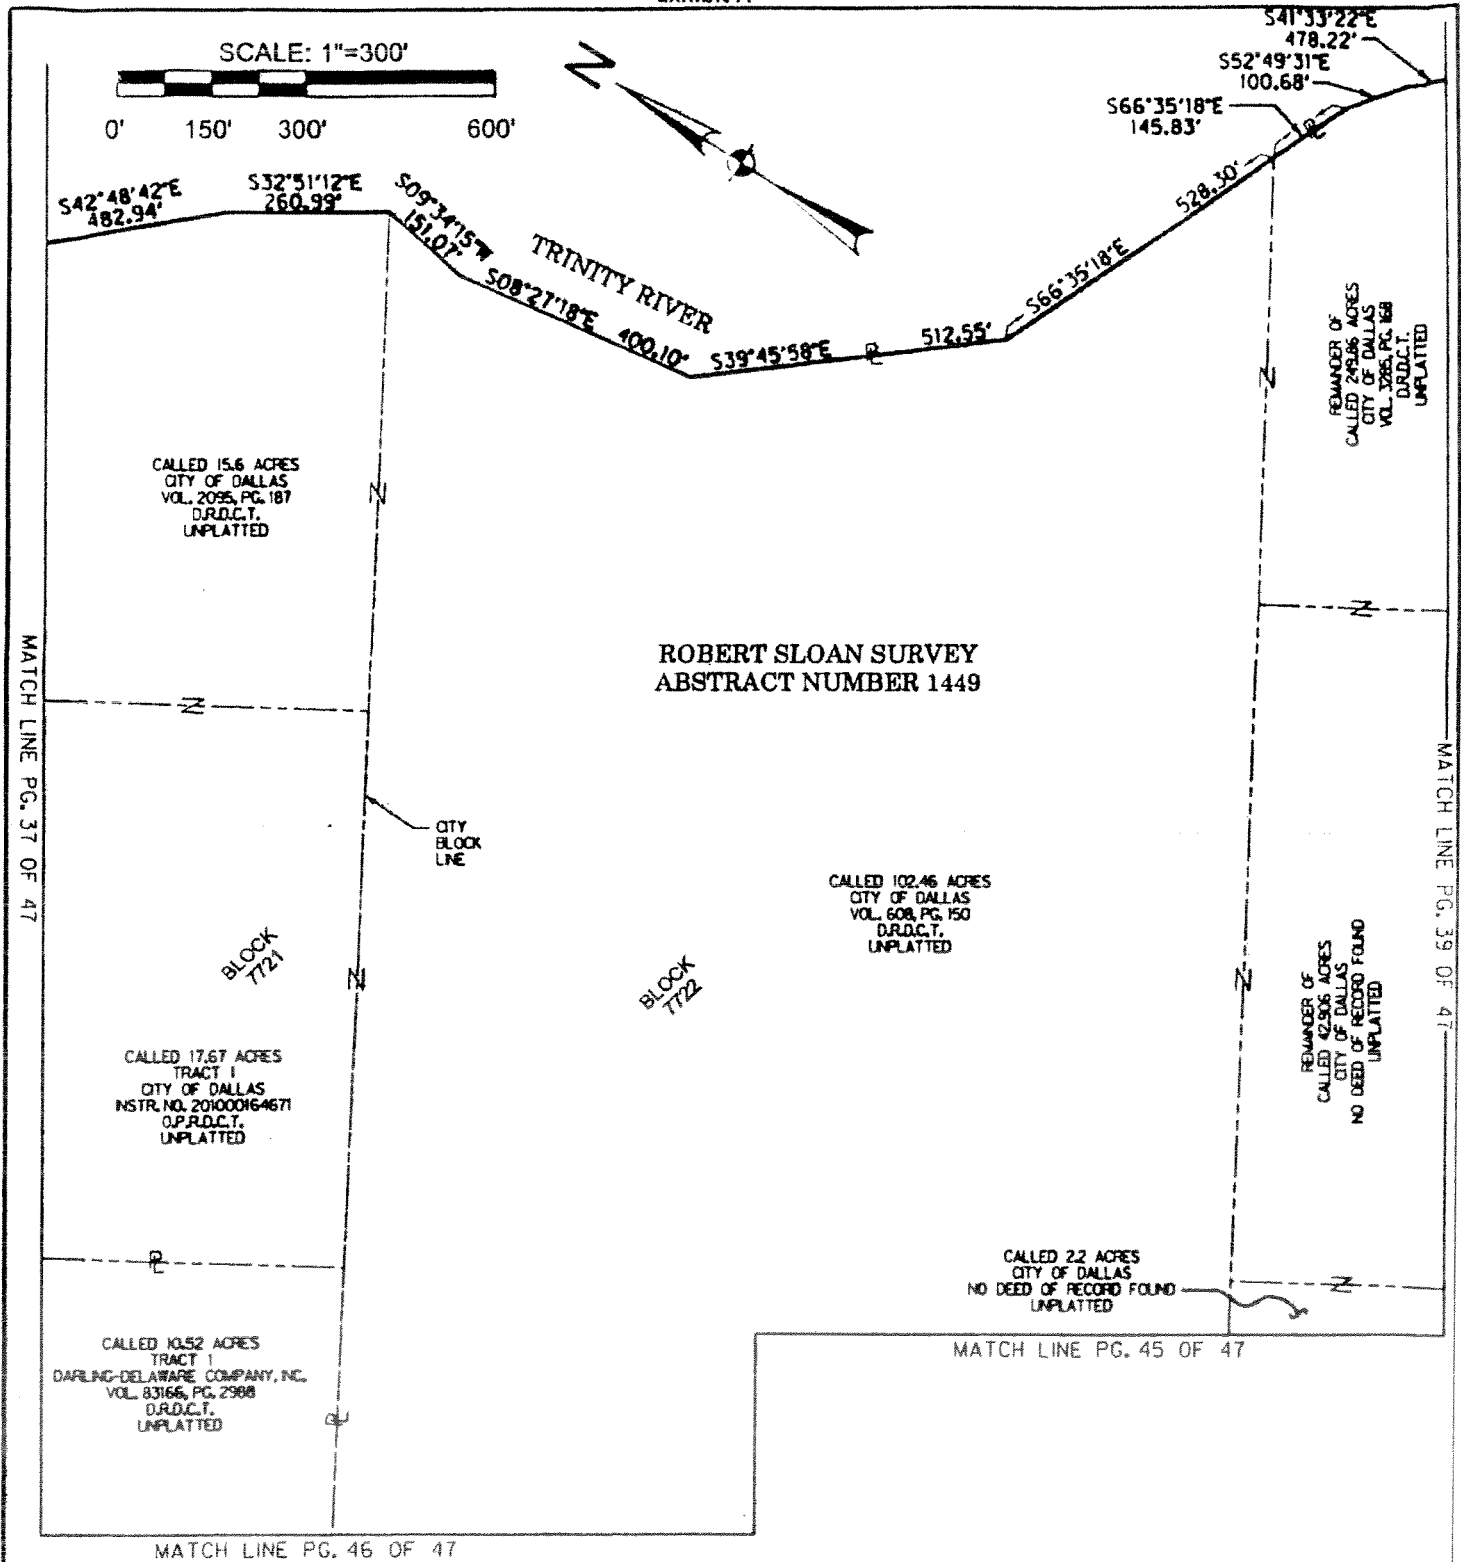 SCALE: 1"=300'
0' 150' 300' 600'
N
S41°33'22"E
478.22'
S52°49'31"E
100.68'
S66°35'18"E
145.83'
S42°48'42"E
482.94'
S32°51'12"E
260.99'
S09°34'15"W
151.07'
TRINITY RIVER
S08°27'18"E 400.10'
S39°45'58"E 512.55'
S66°35'18"E 528.30'
REMAINDER OF
CALLED 249.86 ACRES
CITY OF DALLAS
VOL. 3285, PG. 168
D.R.D.C.T.
UNPLATTED
CALLED 15.6 ACRES
CITY OF DALLAS
VOL. 2095, PG. 187
D.R.D.C.T.
UNPLATTED
ROBERT SLOAN SURVEY
ABSTRACT NUMBER 1449
MATCH LINE PG. 37 OF 47
MATCH LINE PG. 39 OF 47
CITY
BLOCK
LINE
CALLED 102.46 ACRES
CITY OF DALLAS
VOL. 608, PG. 150
D.R.D.C.T.
UNPLATTED
BLOCK
7721
BLOCK
7722
REMAINDER OF
CALLED 42.906 ACRES
CITY OF DALLAS
NO DEED OF RECORD FOUND
UNPLATTED
CALLED 17.67 ACRES
TRACT 1
CITY OF DALLAS
INSTR. NO. 201000164671
O.P.R.D.C.T.
UNPLATTED
CALLED 2.2 ACRES
CITY OF DALLAS
NO DEED OF RECORD FOUND
UNPLATTED
CALLED 10.52 ACRES
TRACT 1
DARLING-DELAWARE COMPANY, INC.
VOL. 83166, PG. 2988
D.R.D.C.T.
UNPLATTED
MATCH LINE PG. 45 OF 47
MATCH LINE PG. 46 OF 47